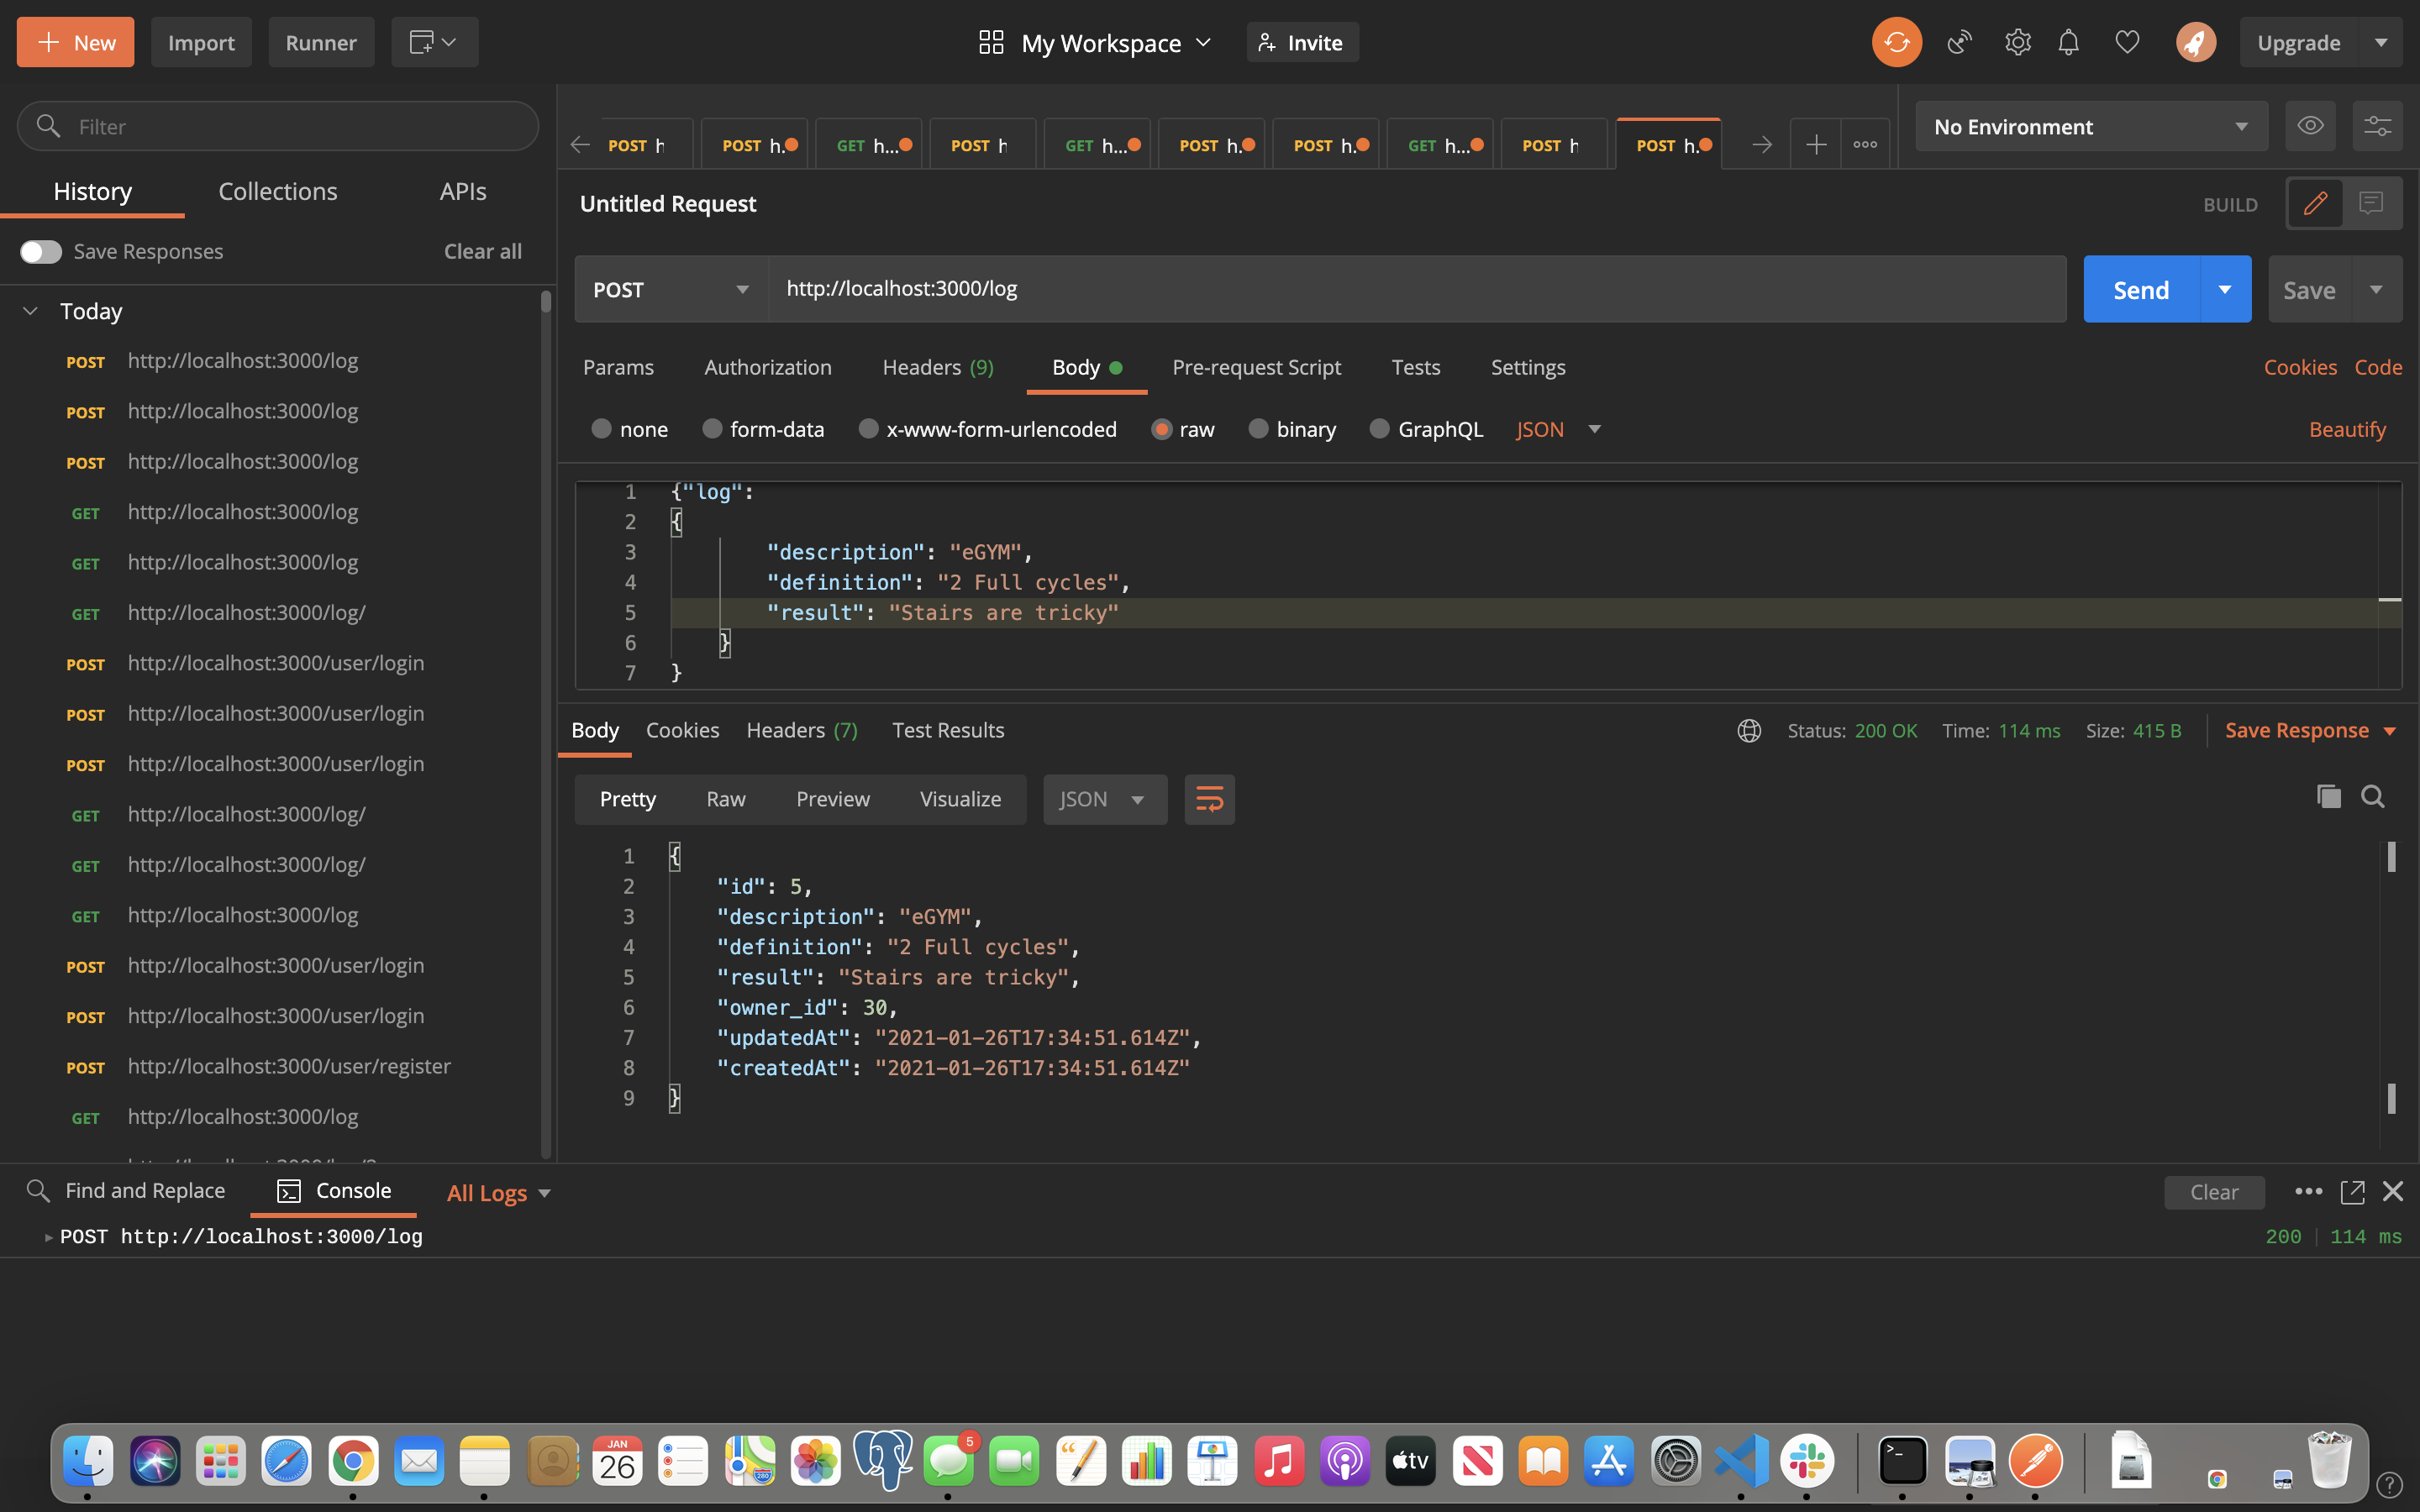 New Import Runner My Workspace Invite Upgrade
Filter
History Collections APIs
Save Responses Clear all
Today
POST http://localhost:3000/log
POST http://localhost:3000/log
POST http://localhost:3000/log
GET http://localhost:3000/log
GET http://localhost:3000/log
GET http://localhost:3000/log/
POST http://localhost:3000/user/login
POST http://localhost:3000/user/login
POST http://localhost:3000/user/login
GET http://localhost:3000/log/
GET http://localhost:3000/log/
GET http://localhost:3000/log
POST http://localhost:3000/user/login
POST http://localhost:3000/user/login
POST http://localhost:3000/user/register
GET http://localhost:3000/log
POST h POST h. GET h... POST h GET h... POST h. POST h. GET h... POST h POST h. No Environment
Untitled Request BUILD
POST http://localhost:3000/log Send Save
Params Authorization Headers (9) Body Pre-request Script Tests Settings Cookies Code
none form-data x-www-form-urlencoded raw binary GraphQL JSON Beautify
1 {"log":
2 {
3 "description": "eGYM",
4 "definition": "2 Full cycles",
5 "result": "Stairs are tricky"
6 }
7 }
Body Cookies Headers (7) Test Results Status: 200 OK Time: 114 ms Size: 415 B Save Response
Pretty Raw Preview Visualize JSON
1 {
2 "id": 5,
3 "description": "eGYM",
4 "definition": "2 Full cycles",
5 "result": "Stairs are tricky",
6 "owner_id": 30,
7 "updatedAt": "2021-01-26T17:34:51.614Z",
8 "createdAt": "2021-01-26T17:34:51.614Z"
9 }
Find and Replace Console All Logs Clear
POST http://localhost:3000/log 200 114 ms
JAN
26
280
5
tv
?